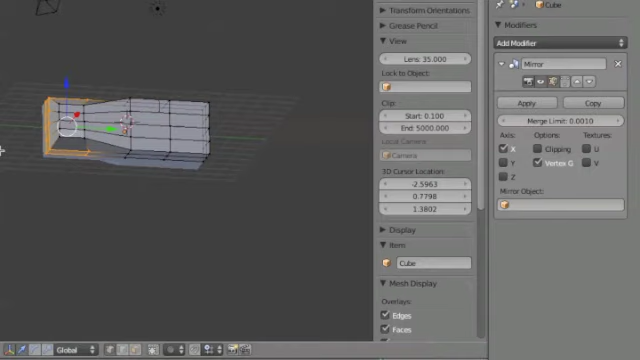 Transform Orientations
Grease Pencil
View
Lens: 35.000
Lock to Object:
Clip:
Start: 0.100
End: 5000.000
Local Camera
Camera
3D Cursor Location:
-2.5963
0.7798
1.3802
Display
Item
Cube
Mesh Display
Overlays:
Edges
Faces
Global
Cube
Modifiers
Add Modifier
Mirror
Apply
Copy
Merge Limit: 0.0010
Axis:
Options:
Textures:
X
Clipping
U
Y
Vertex G
V
Z
Mirror Object: